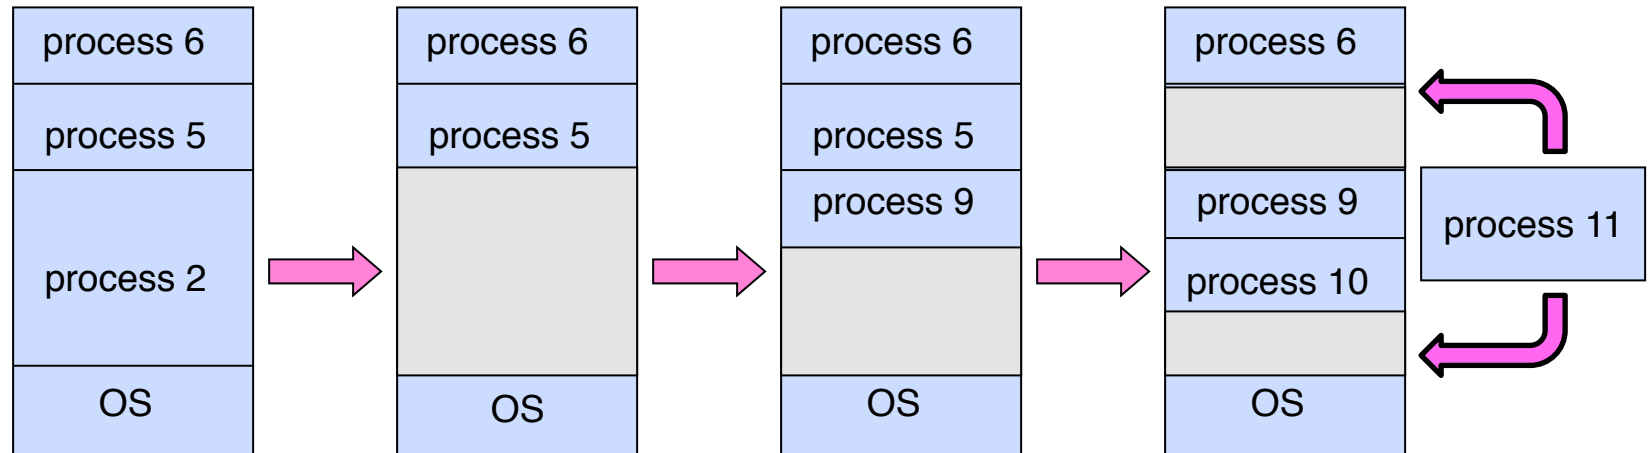 process 6
process 5
process 2
OS
process 6
process 5
OS
process 6
process 5
process 9
OS
process 6
process 9
process 10
OS
process 11